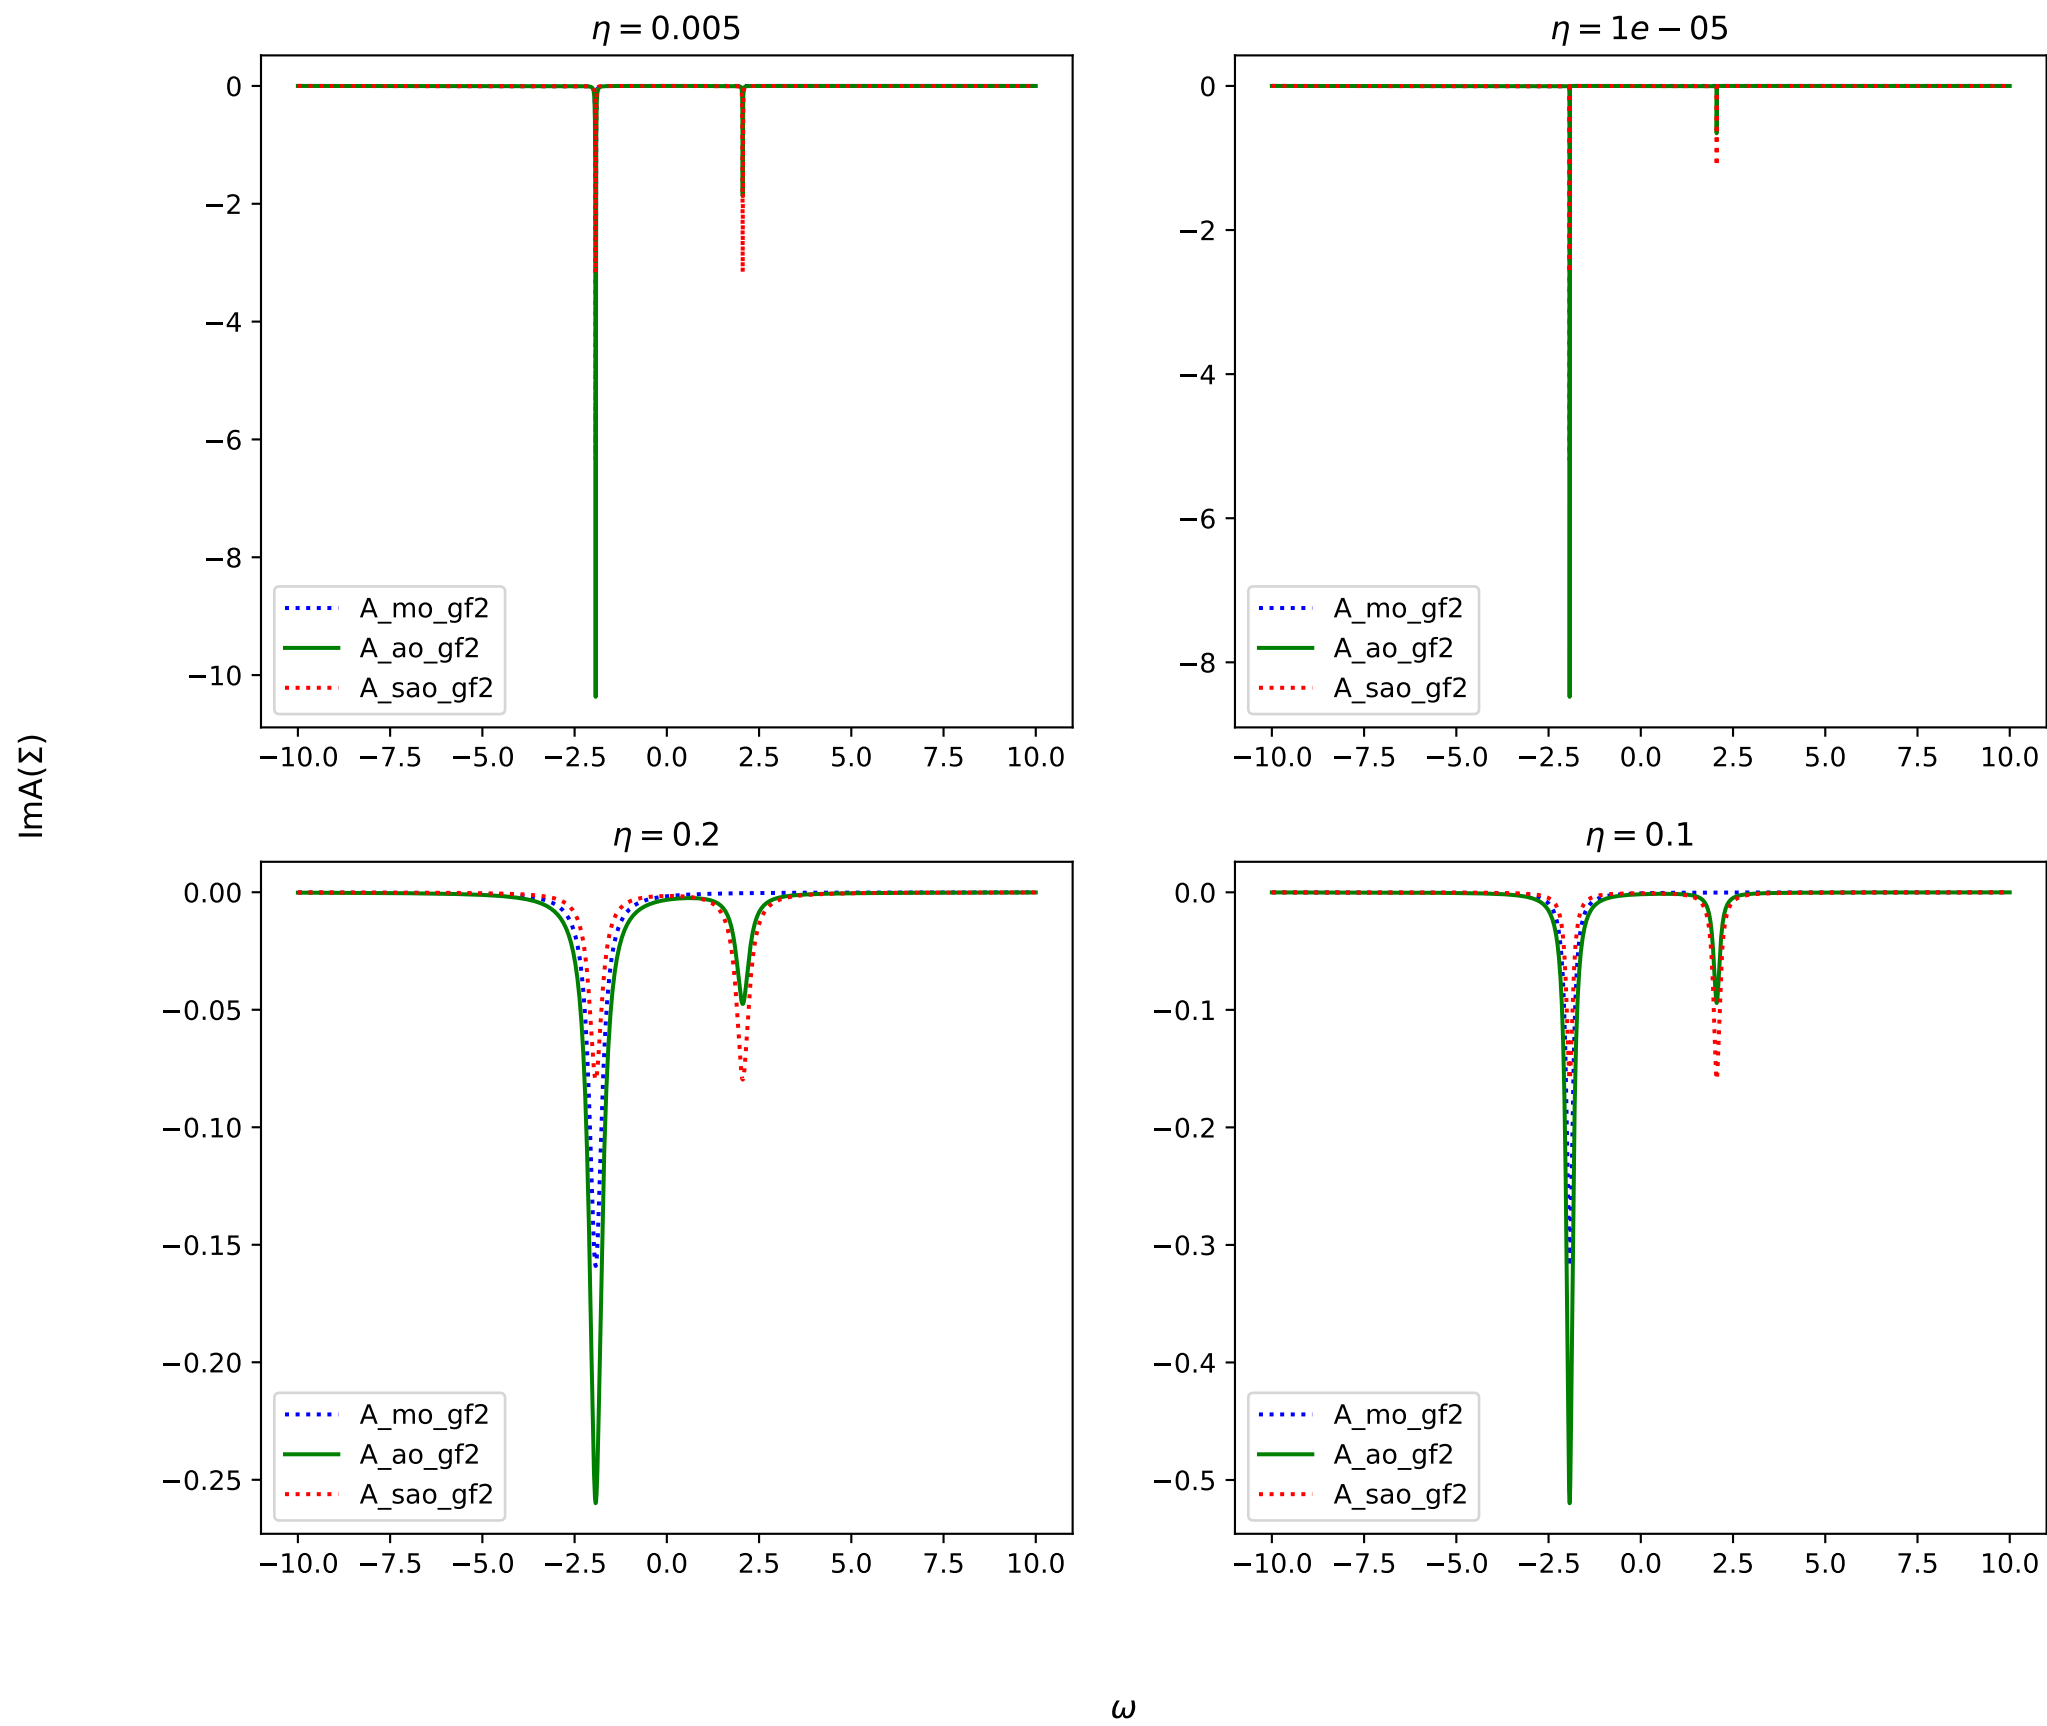 η = 0.005
0
−2
−4
−6
−8
−10
A_mo_gf2
A_ao_gf2
A_sao_gf2
−10.0 −7.5 −5.0 −2.5 0.0 2.5 5.0 7.5 10.0
η = 1e − 05
0
−2
−4
−6
−8
A_mo_gf2
A_ao_gf2
A_sao_gf2
−10.0 −7.5 −5.0 −2.5 0.0 2.5 5.0 7.5 10.0
ImA(Σ)
η = 0.2
0.00
−0.05
−0.10
−0.15
−0.20
−0.25
A_mo_gf2
A_ao_gf2
A_sao_gf2
−10.0 −7.5 −5.0 −2.5 0.0 2.5 5.0 7.5 10.0
η = 0.1
0.0
−0.1
−0.2
−0.3
−0.4
−0.5
A_mo_gf2
A_ao_gf2
A_sao_gf2
−10.0 −7.5 −5.0 −2.5 0.0 2.5 5.0 7.5 10.0
ω